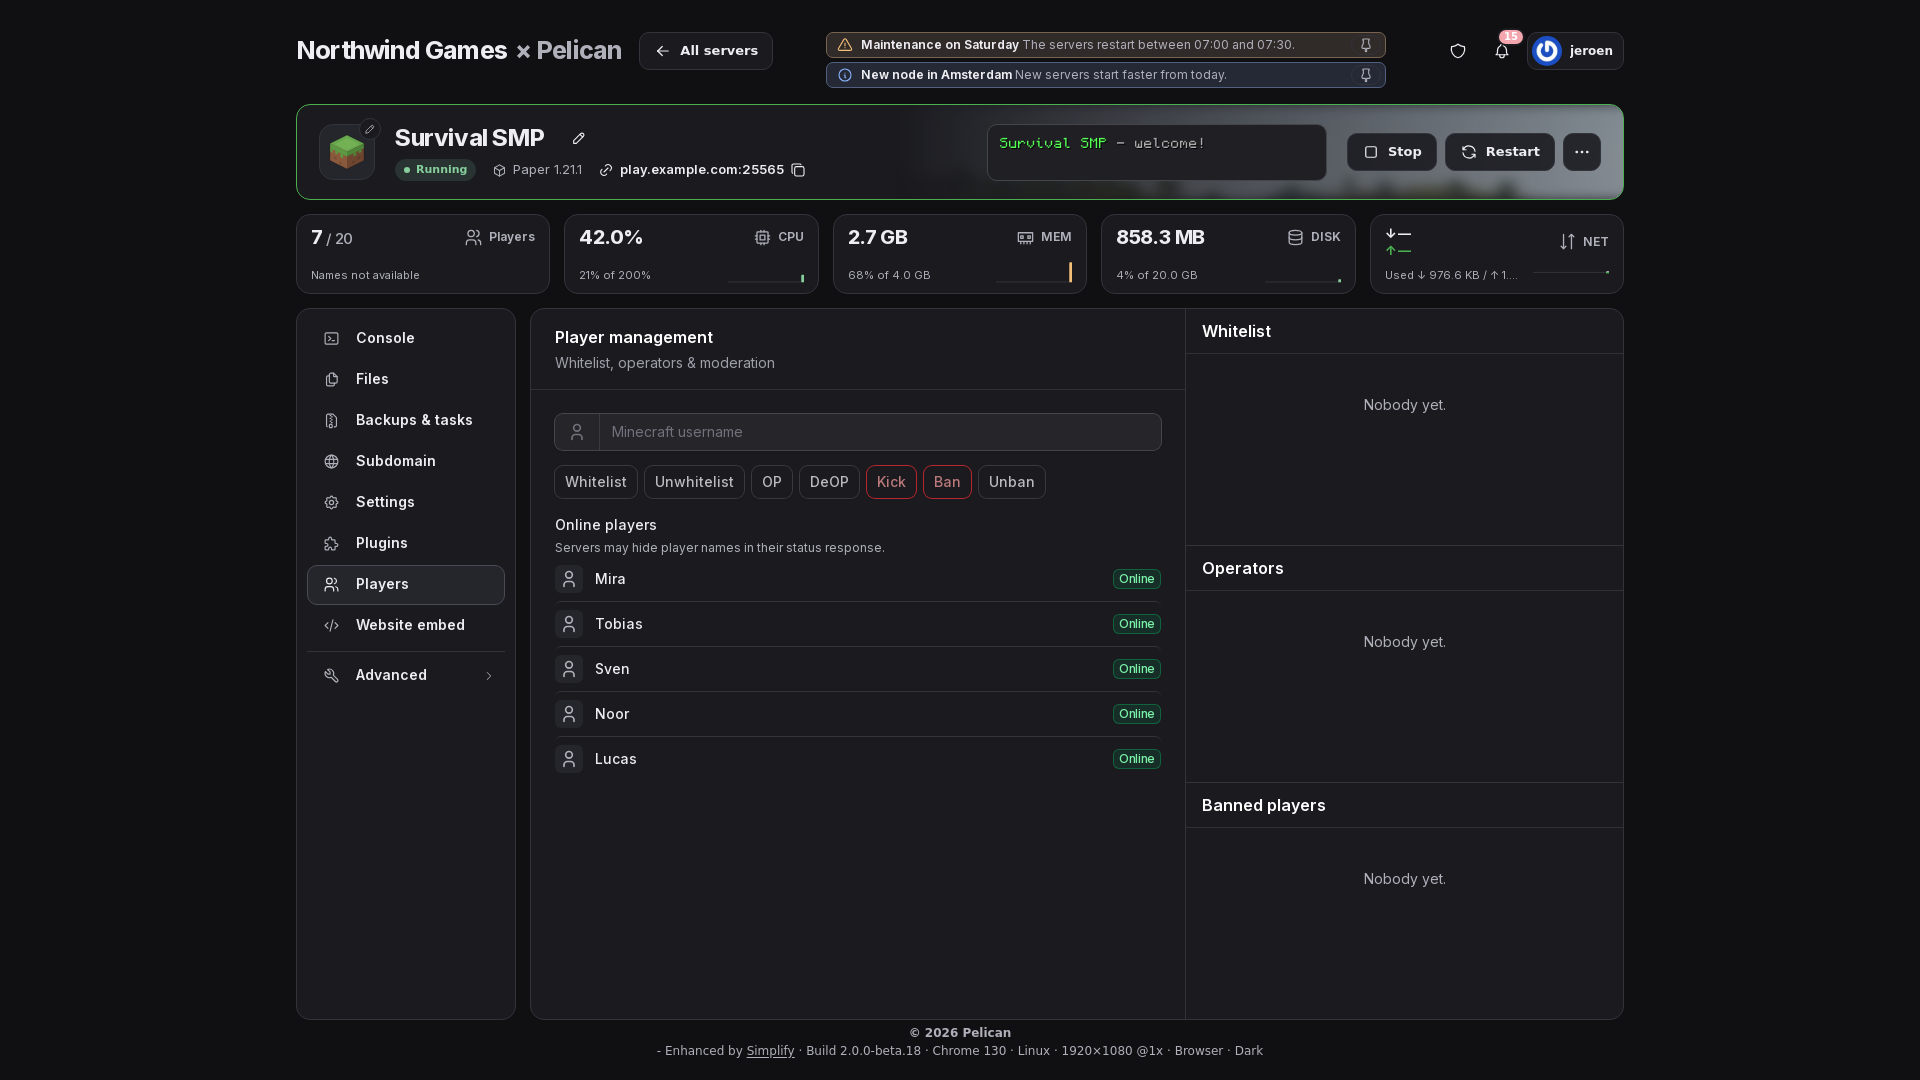 Northwind Games × Pelican
All servers
Maintenance on Saturday The servers restart between 07:00 and 07:30.
New node in Amsterdam New servers start faster from today.
15
jeroen
Survival SMP
Running
Paper 1.21.1
play.example.com:25565
Survival SMP – welcome!
Stop
Restart
7 / 20
Players
Names not available
42.0%
CPU
21% of 200%
2.7 GB
MEM
68% of 4.0 GB
858.3 MB
DISK
4% of 20.0 GB
↓—
↑—
NET
Used ↓ 976.6 KB / ↑ 1....
Console
Files
Backups & tasks
Subdomain
Settings
Plugins
Players
Website embed
Advanced
Player management
Whitelist, operators & moderation
Minecraft username
Whitelist
Unwhitelist
OP
DeOP
Kick
Ban
Unban
Online players
Servers may hide player names in their status response.
Mira
Online
Tobias
Online
Sven
Online
Noor
Online
Lucas
Online
Whitelist
Nobody yet.
Operators
Nobody yet.
Banned players
Nobody yet.
© 2026 Pelican
- Enhanced by Simplify · Build 2.0.0-beta.18 · Chrome 130 · Linux · 1920×1080 @1x · Browser · Dark